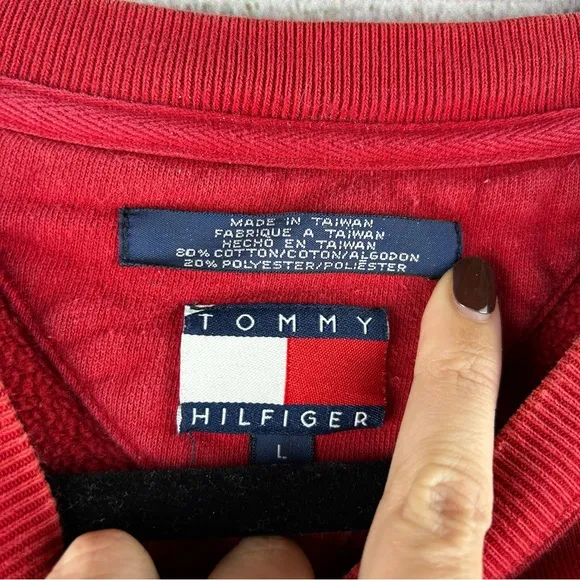 MADE IN TAIWAN
FABRIQUE A TAIWAN
HECHO EN TAIWAN
80% COTTON/COTON/ALGODON
20% POLYESTER/POLIESTER
TOMMY
HILFIGER
L